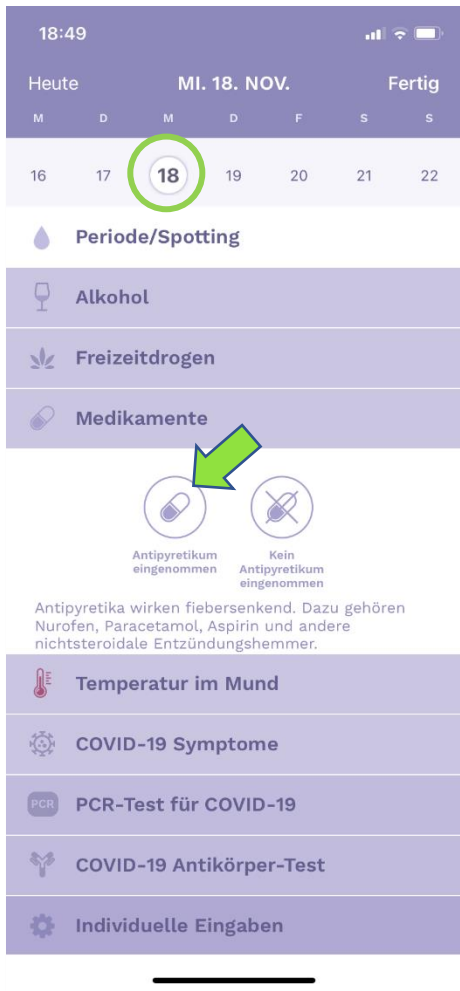 18:49
Heute MI. 18. NOV. Fertig
M D M D F S S
16 17 18 19 20 21 22
Periode/Spotting
Alkohol
Freizeitdrogen
Medikamente
Antipyretikum
eingenommen
Kein
Antipyretikum
eingenommen
Antipyretika wirken fiebersenkend. Dazu gehören
Nurofen, Paracetamol, Aspirin und andere
nichtsteroidale Entzündungshemmer.
Temperatur im Mund
COVID-19 Symptome
PCR PCR-Test für COVID-19
COVID-19 Antikörper-Test
Individuelle Eingaben